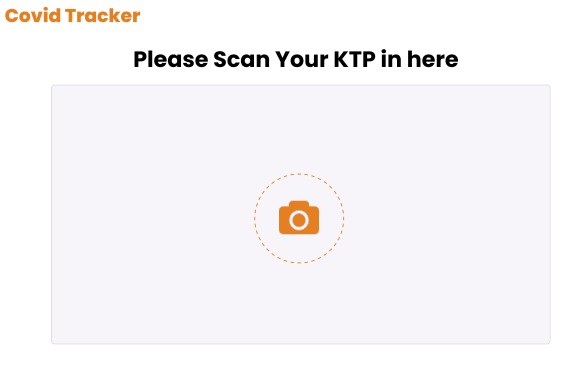 Covid Tracker
Please Scan Your KTP in here